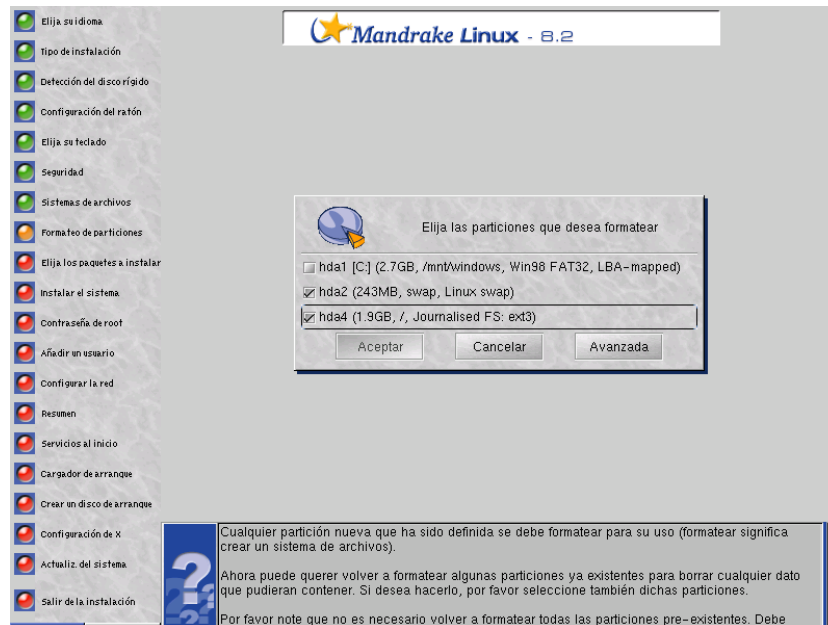 Elija su idioma
Tipo de instalación
Detección del disco rígido
Configuración del ratón
Elija su teclado
Seguridad
Sistemas de archivos
Formateo de particiones
Elija los paquetes a instalar
Instalar el sistema
Contraseña de root
Añadir un usuario
Configurar la red
Resumen
Servicios al inicio
Cargador de arranque
Crear un disco de arranque
Configuración de X
Actualiz. del sistema
Salir de la instalación
Mandrake Linux - 8.2
Elija las particiones que desea formatear
hda1 [C:] (2.7GB, /mnt/windows, Win98 FAT32, LBA-mapped)
hda2 (243MB, swap, Linux swap)
hda4 (1.9GB, /, Journalised FS: ext3)
Aceptar Cancelar Avanzada
Cualquier partición nueva que ha sido definida se debe formatear para su uso (formatear significa
crear un sistema de archivos).
Ahora puede querer volver a formatear algunas particiones ya existentes para borrar cualquier dato
que pudieran contener. Si desea hacerlo, por favor seleccione también dichas particiones.
Por favor note que no es necesario volver a formatear todas las particiones pre-existentes. Debe